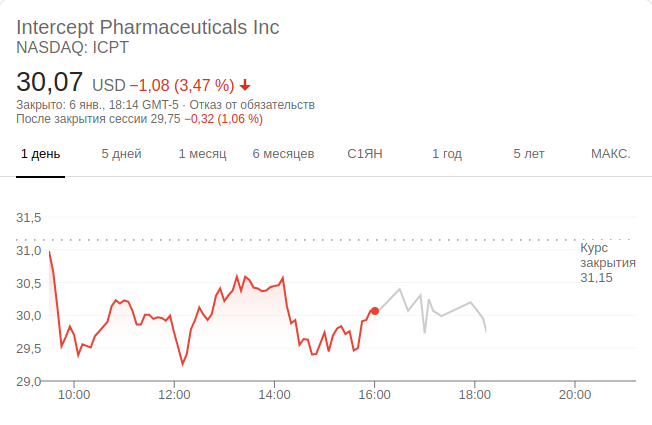 Intercept Pharmaceuticals Inc
NASDAQ: ICPT
30,07 USD −1,08 (3,47 %)
Закрыто: 6 янв., 18:14 GMT-5 · Отказ от обязательств
После закрытия сессии 29,75 −0,32 (1,06 %)
1 день 5 дней 1 месяц 6 месяцев С1ЯН 1 год 5 лет МАКС.
31,5
31,0
30,5
30,0
29,5
29,0
Курс
закрытия
31,15
10:00 12:00 14:00 16:00 18:00 20:00